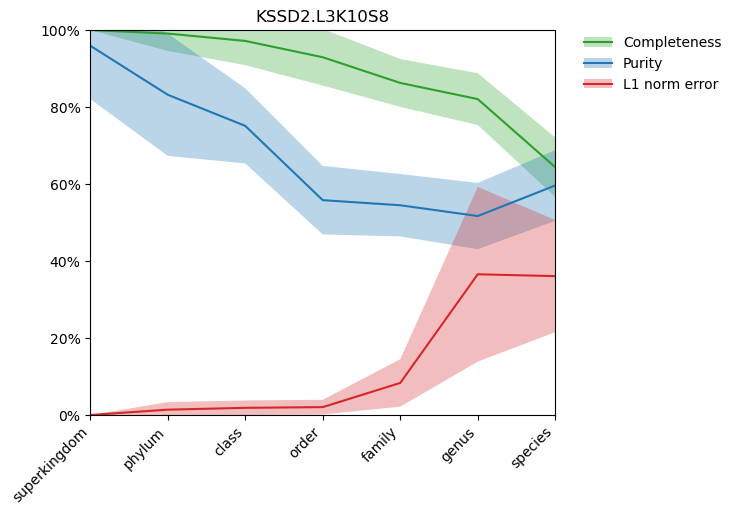 KSSD2.L3K10S8
100%
80%
60%
40%
20%
0%
superkingdom
phylum
class
order
family
genus
species
Completeness
Purity
L1 norm error